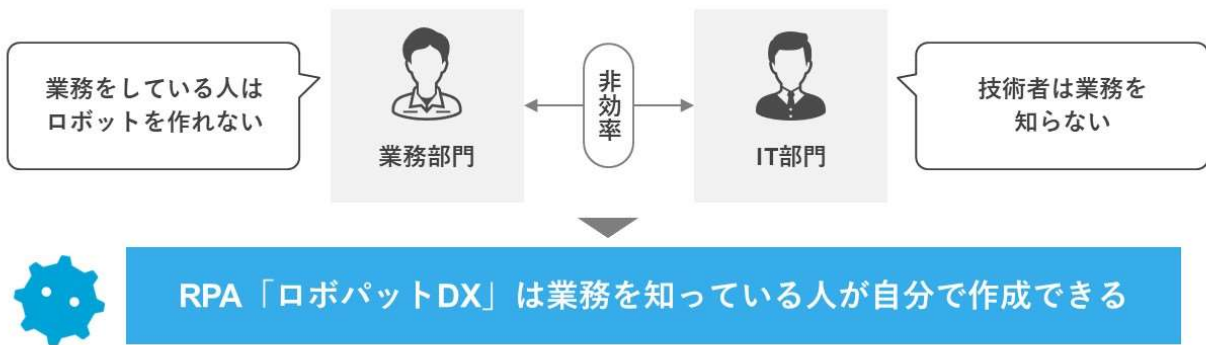 業務をしている人は
ロボットを作れない
業務部門
非効率
IT部門
技術者は業務を
知らない
RPA「ロボパットDX」は業務を知っている人が自分で作成できる